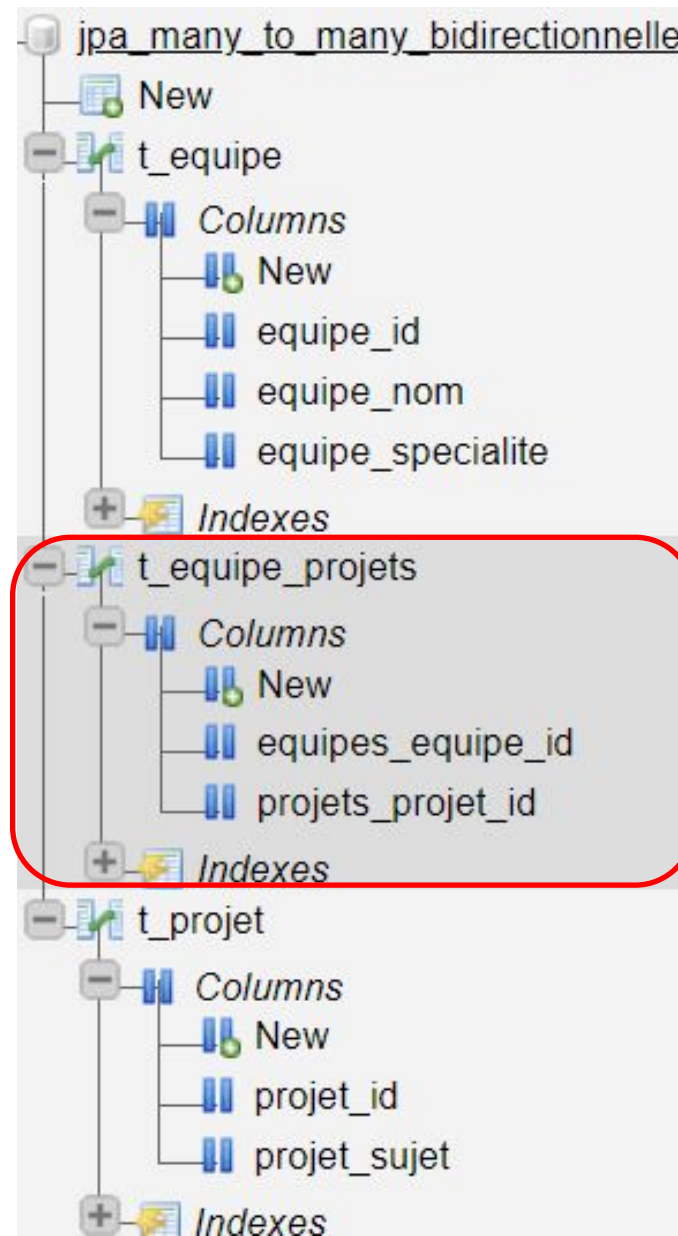 jpa_many_to_many_bidirectionnelle
New
t_equipe
Columns
New
equipe_id
equipe_nom
equipe_specialite
Indexes
t_equipe_projets
Columns
New
equipes_equipe_id
projets_projet_id
Indexes
t_projet
Columns
New
projet_id
projet_sujet
Indexes